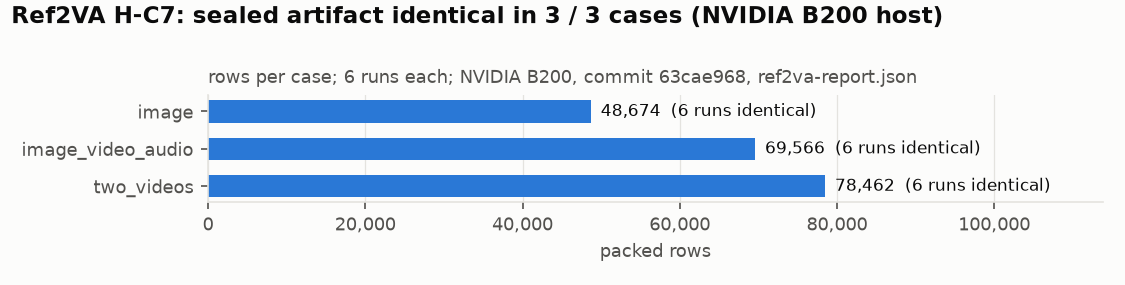 Ref2VA H-C7: sealed artifact identical in 3 / 3 cases (NVIDIA B200 host)
rows per case; 6 runs each; NVIDIA B200, commit 63cae968, ref2va-report.json
image 48,674 (6 runs identical)
image_video_audio 69,566 (6 runs identical)
two_videos 78,462 (6 runs identical)
0 20,000 40,000 60,000 80,000 100,000
packed rows